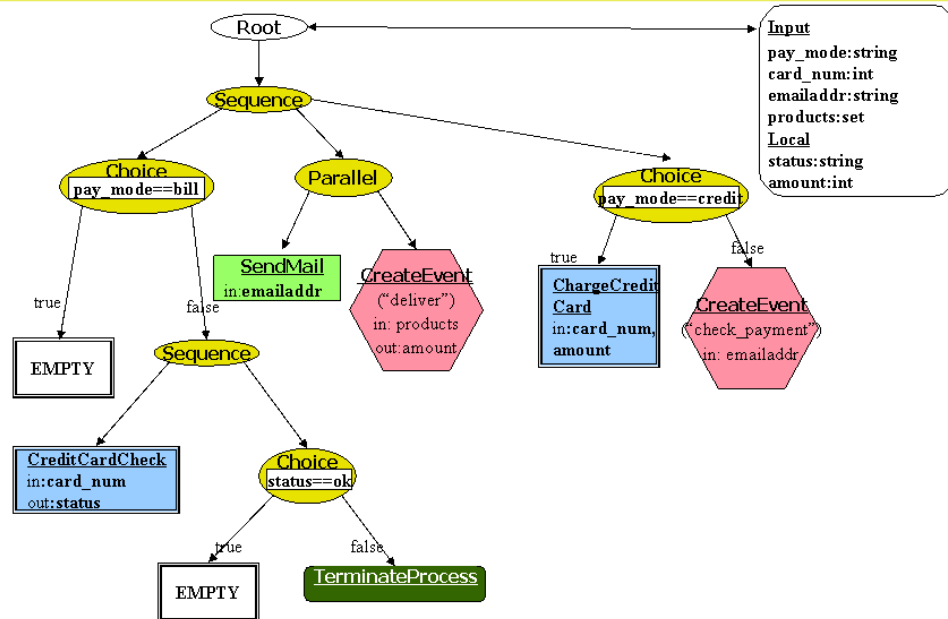 Root
Input
pay_mode:string
card_num:int
emailaddr:string
products:set
Local
status:string
amount:int
Sequence
Choice
pay_mode==bill
Parallel
Choice
pay_mode==credit
true
false
SendMail
in:emailaddr
CreateEvent
("deliver")
in: products
out:amount
true
false
ChargeCredit
Card
in:card_num,
amount
CreateEvent
("check_payment")
in: emailaddr
EMPTY
Sequence
CreditCardCheck
in:card_num
out:status
Choice
status==ok
true
false
EMPTY
TerminateProcess